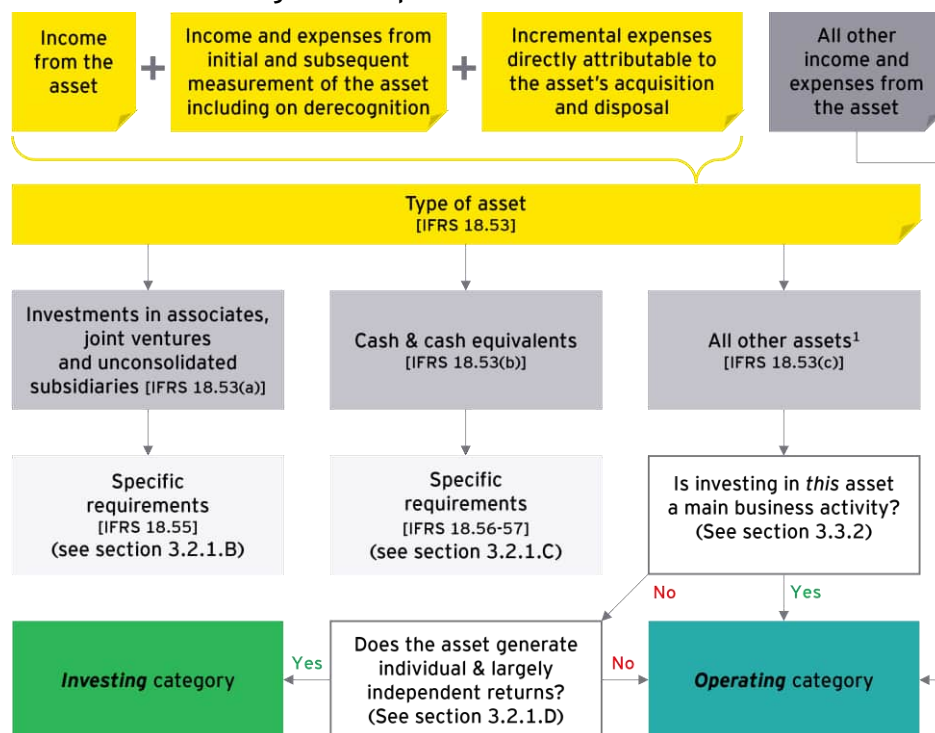 Income
from the
asset
+
Income and expenses from
initial and subsequent
measurement of the asset
including on derecognition
+
Incremental expenses
directly attributable to
the asset's acquisition
and disposal
All other
income and
expenses from
the asset
Type of asset
[IFRS 18.53]
Investments in associates,
joint ventures
and unconsolidated
subsidiaries [IFRS 18.53(a)]
Cash & cash equivalents
[IFRS 18.53(b)]
All other assets¹
[IFRS 18.53(c)]
Specific
requirements
[IFRS 18.55]
(see section 3.2.1.B)
Specific
requirements
[IFRS 18.56-57]
(see section 3.2.1.C)
Is investing in this asset
a main business activity?
(See section 3.3.2)
No
Yes
Investing category
Yes
Does the asset generate
individual & largely
independent returns?
(See section 3.2.1.D)
No
Operating category